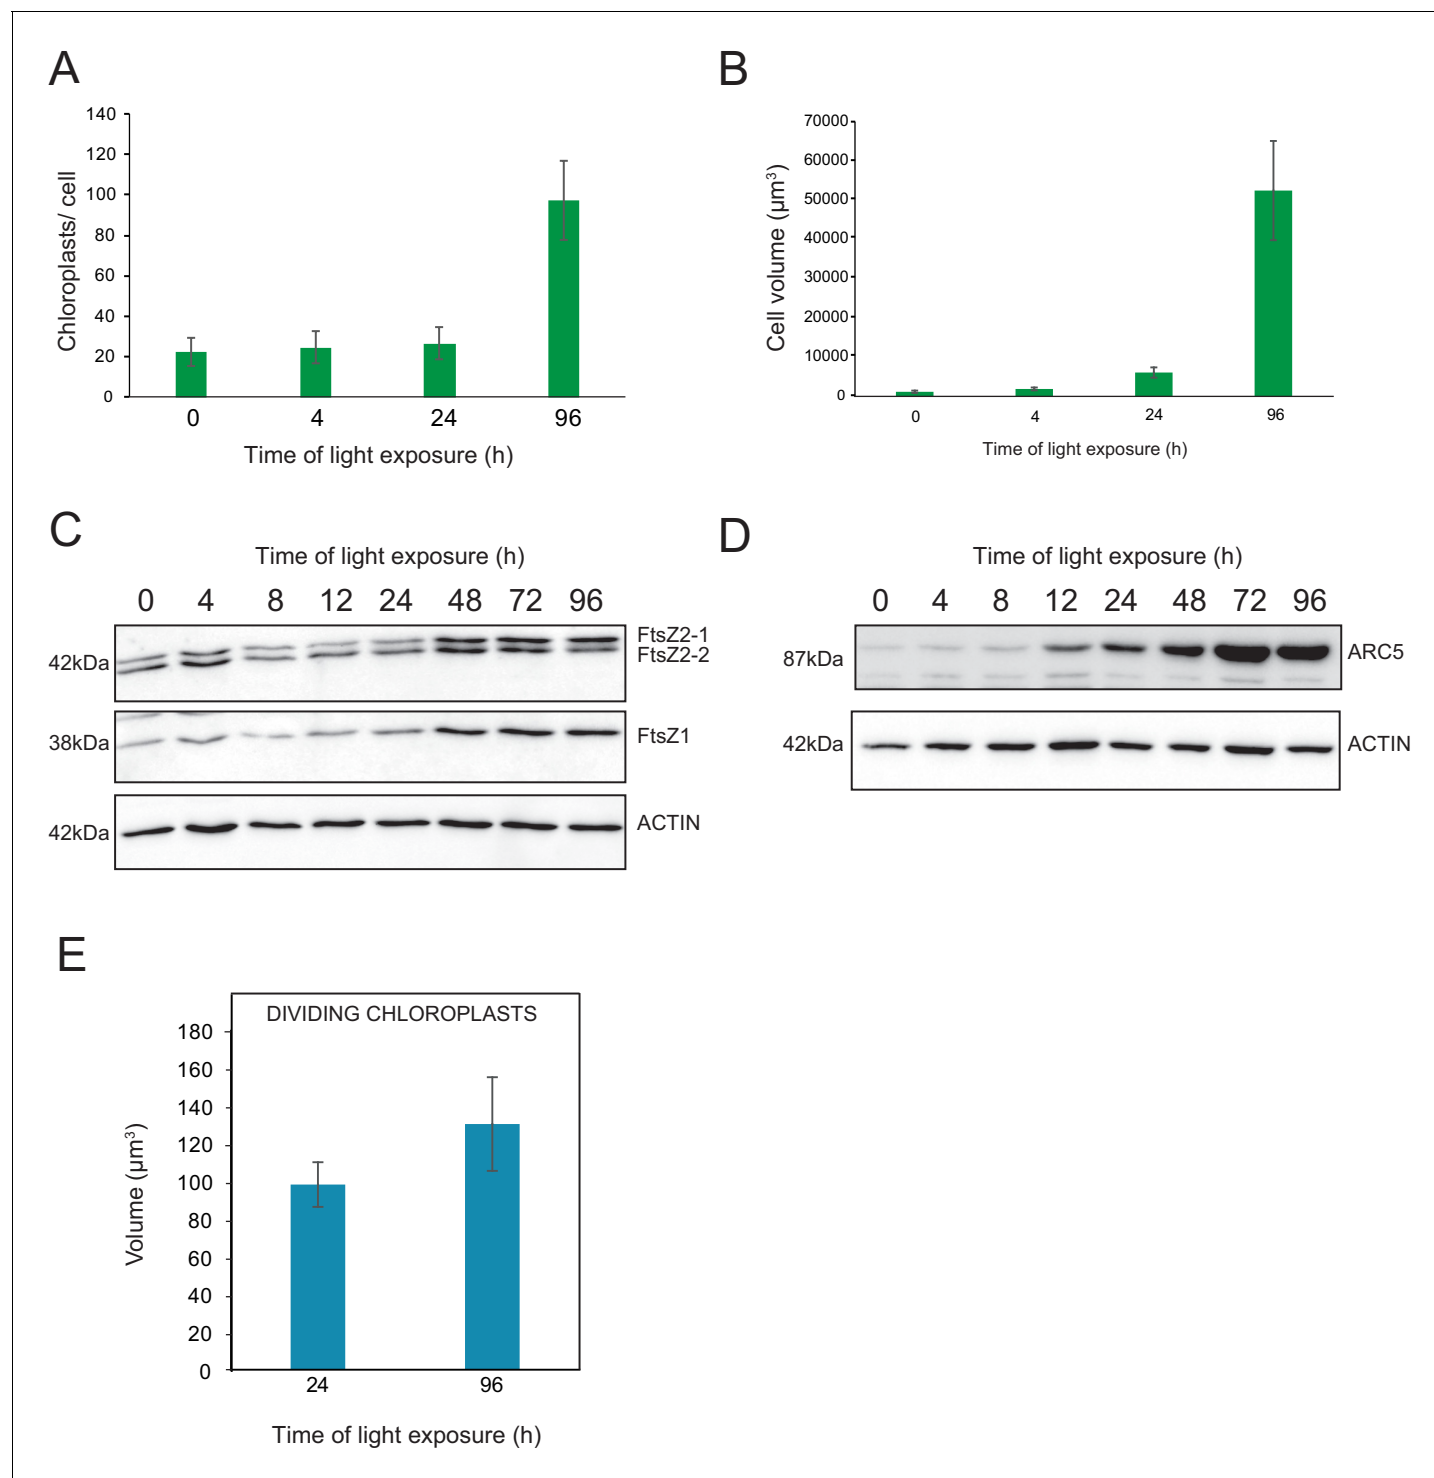 A
140
120
100
80
60
40
20
0
Chloroplasts/ cell
0 4 24 96
Time of light exposure (h)
B
70000
60000
50000
40000
30000
20000
10000
0
Cell volume (µm³)
0 4 24 96
Time of light exposure (h)
C
Time of light exposure (h)
0 4 8 12 24 48 72 96
42kDa
FtsZ2-1
FtsZ2-2
38kDa
FtsZ1
42kDa
ACTIN
D
Time of light exposure (h)
0 4 8 12 24 48 72 96
87kDa
ARC5
42kDa
ACTIN
E
DIVIDING CHLOROPLASTS
180
160
140
120
100
80
60
40
20
0
Volume (µm³)
24 96
Time of light exposure (h)